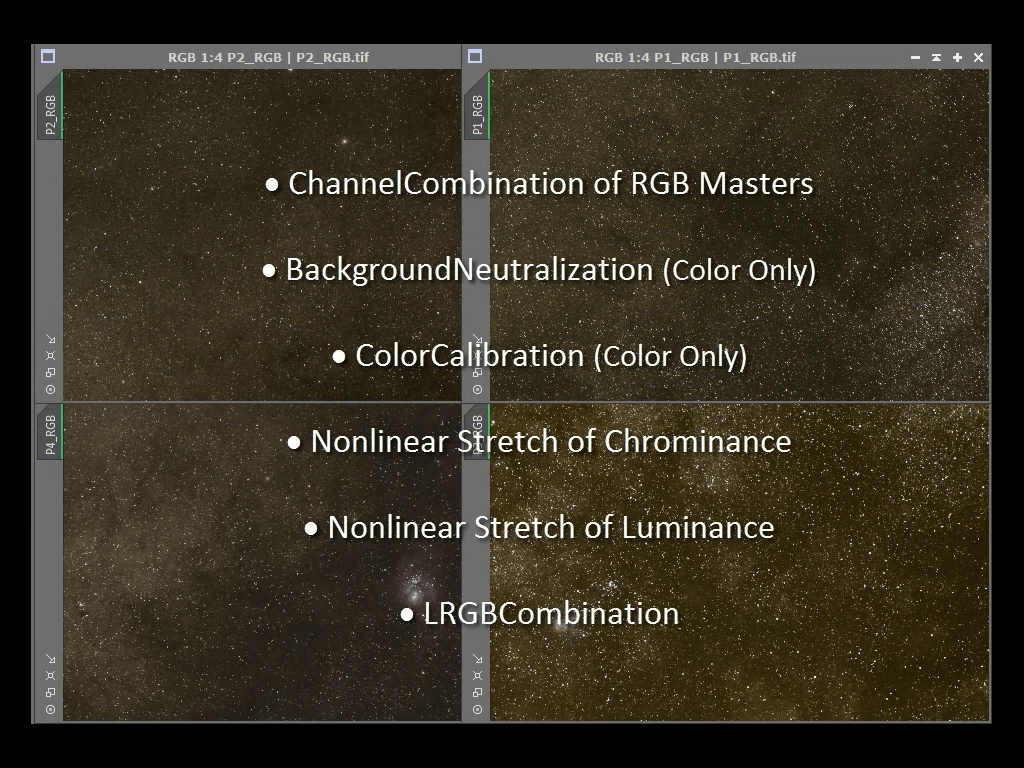 RGB 1:4 P2_RGB | P2_RGB.tif
RGB 1:4 P1_RGB | P1_RGB.tif
P2_RGB
P1_RGB
● ChannelCombination of RGB Masters
● BackgroundNeutralization (Color Only)
● ColorCalibration (Color Only)
P4_RGB
● Nonlinear Stretch of Chrominance
● Nonlinear Stretch of Luminance
● LRGBCombination